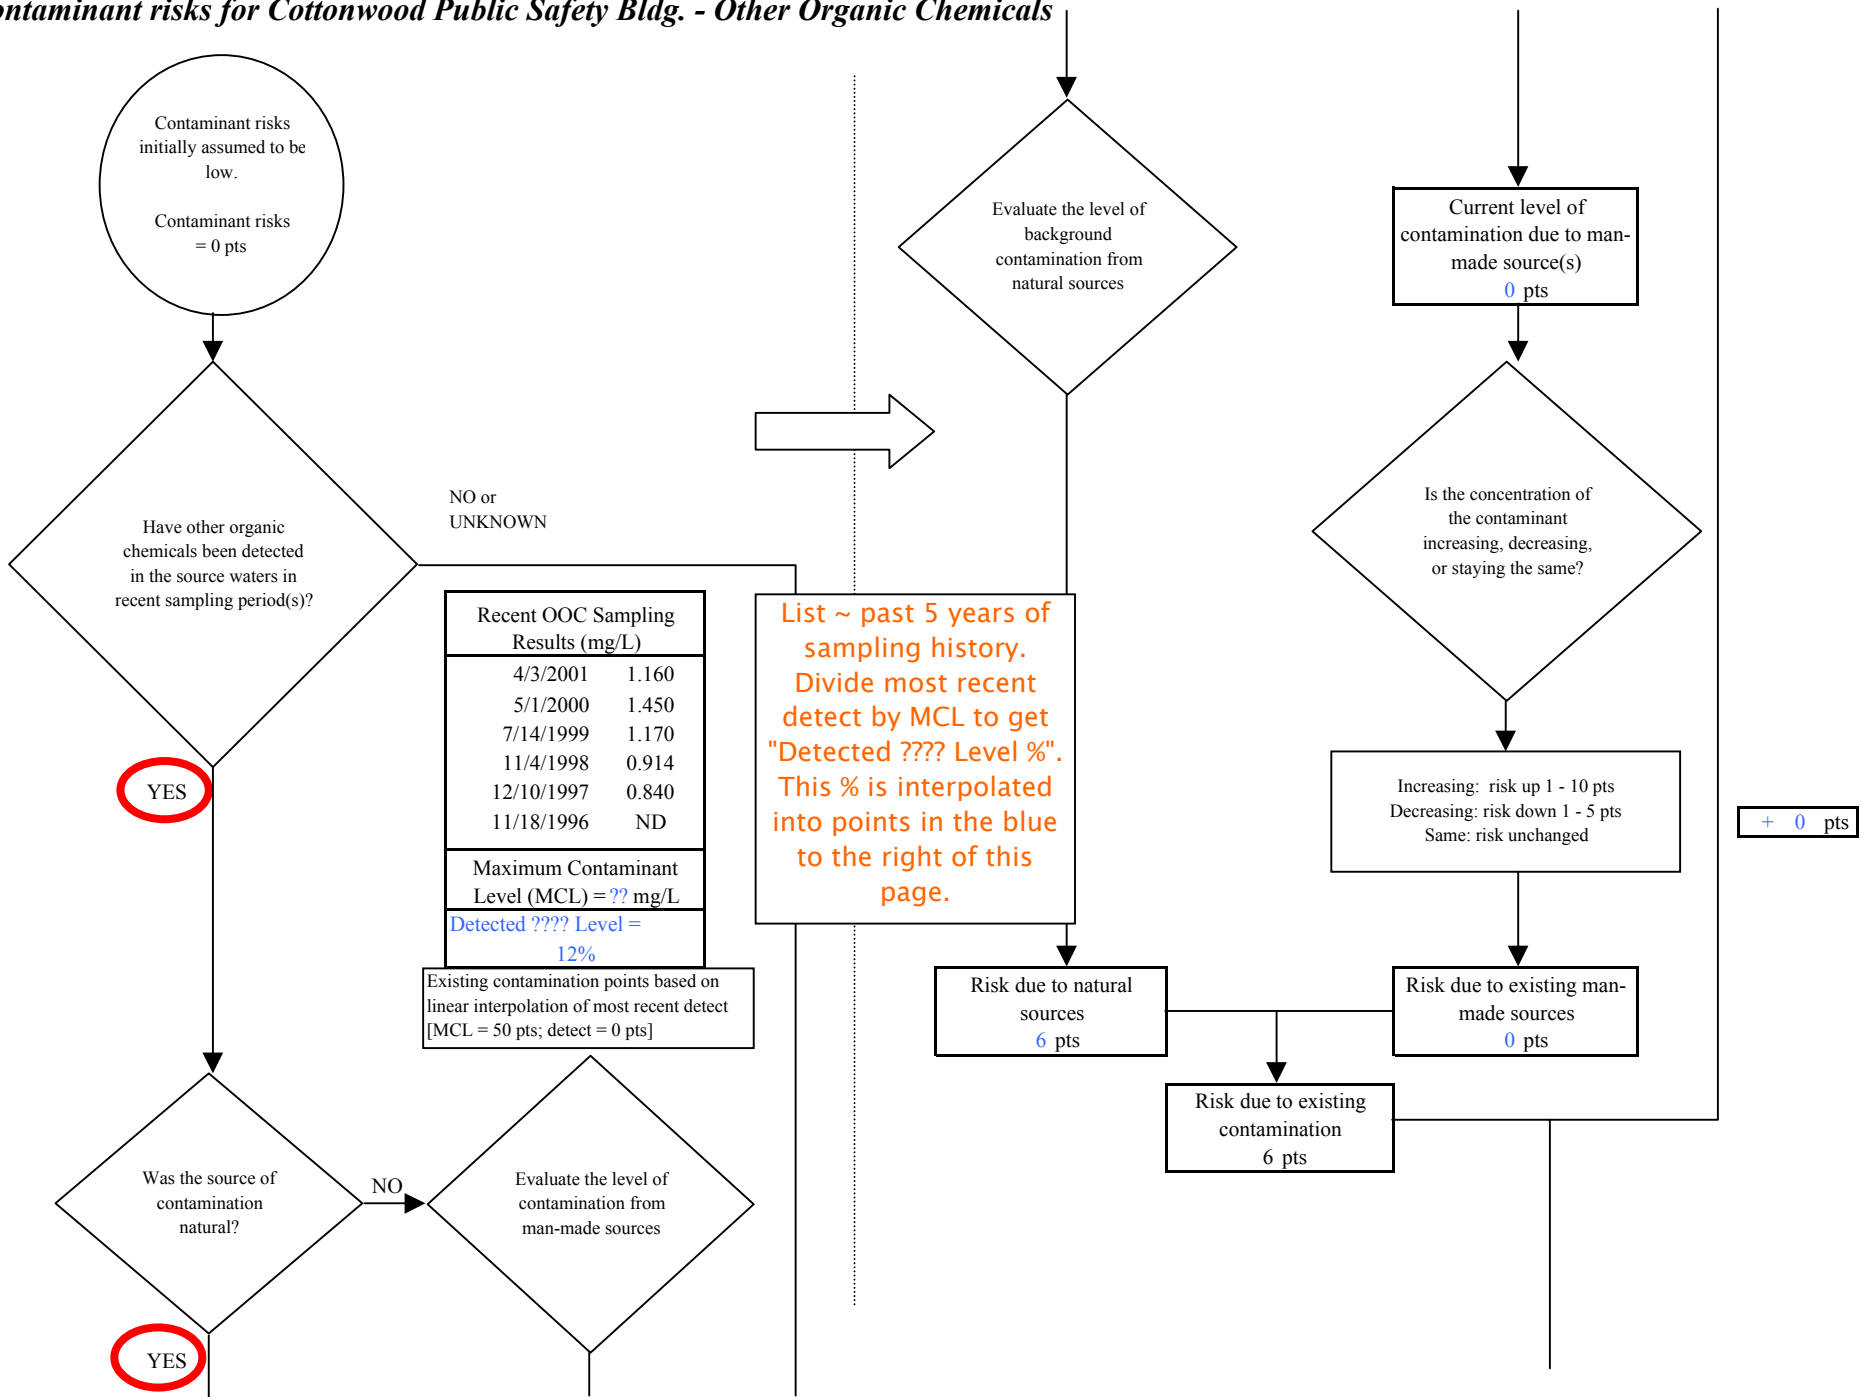 ontaminant risks for Cottonwood Public Safety Bldg. - Other Organic Chemicals
Contaminant risks
initially assumed to be
low.
Contaminant risks
= 0 pts
Have other organic
chemicals been detected
in the source waters in
recent sampling period(s)?
NO or
UNKNOWN
YES
Recent OOC Sampling
Results (mg/L)
4/3/2001 1.160
5/1/2000 1.450
7/14/1999 1.170
11/4/1998 0.914
12/10/1997 0.840
11/18/1996 ND
Maximum Contaminant
Level (MCL) = ?? mg/L
Detected ???? Level =
12%
Existing contamination points based on
linear interpolation of most recent detect
[MCL = 50 pts; detect = 0 pts]
Was the source of
contamination
natural?
NO
YES
Evaluate the level of
contamination from
man-made sources
List ~ past 5 years of
sampling history.
Divide most recent
detect by MCL to get
"Detected ???? Level %".
This % is interpolated
into points in the blue
to the right of this
page.
Evaluate the level of
background
contamination from
natural sources
Risk due to natural
sources
6 pts
Current level of
contamination due to man-
made source(s)
0 pts
Is the concentration of
the contaminant
increasing, decreasing,
or staying the same?
Increasing: risk up 1 - 10 pts
Decreasing: risk down 1 - 5 pts
Same: risk unchanged
+ 0 pts
Risk due to existing man-
made sources
0 pts
Risk due to existing
contamination
6 pts